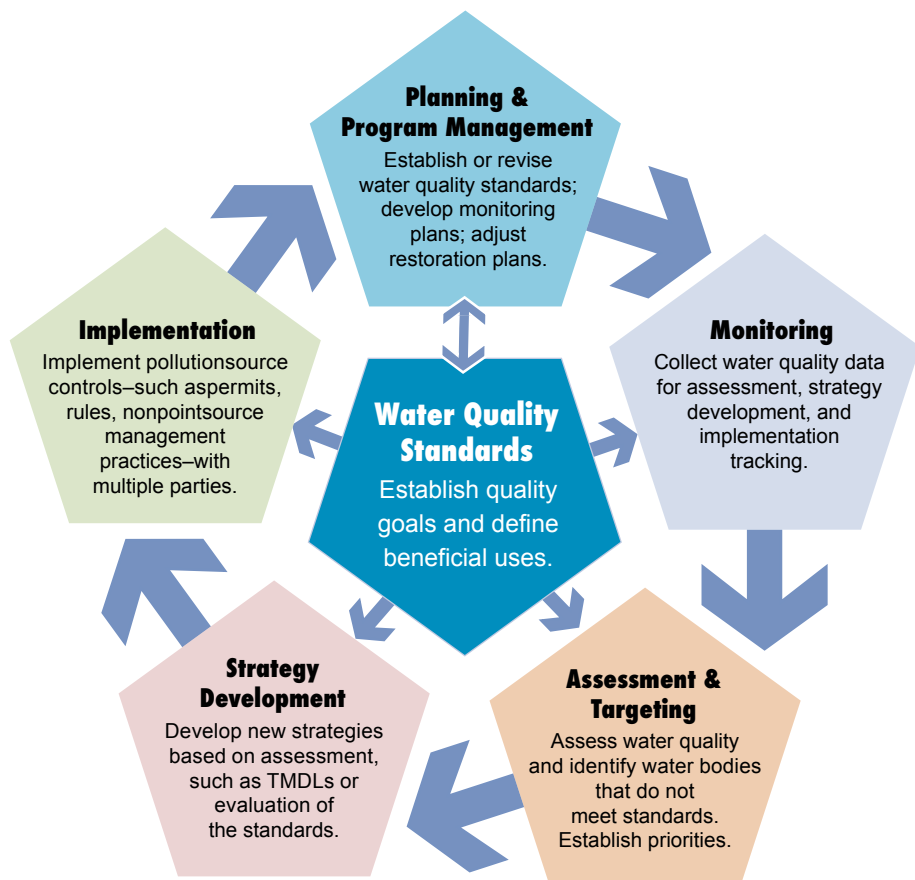 Planning &
Program Management
Establish or revise
water quality standards;
develop monitoring
plans; adjust
restoration plans.
Implementation
Implement pollutionsource
controls–such aspermits,
rules, nonpointsource
management
practices–with
multiple parties.
Monitoring
Collect water quality data
for assessment, strategy
development, and
implementation
tracking.
Water Quality
Standards
Establish quality
goals and define
beneficial uses.
Strategy
Development
Develop new strategies
based on assessment,
such as TMDLs or
evaluation of
the standards.
Assessment &
Targeting
Assess water quality
and identify water bodies
that do not
meet standards.
Establish priorities.